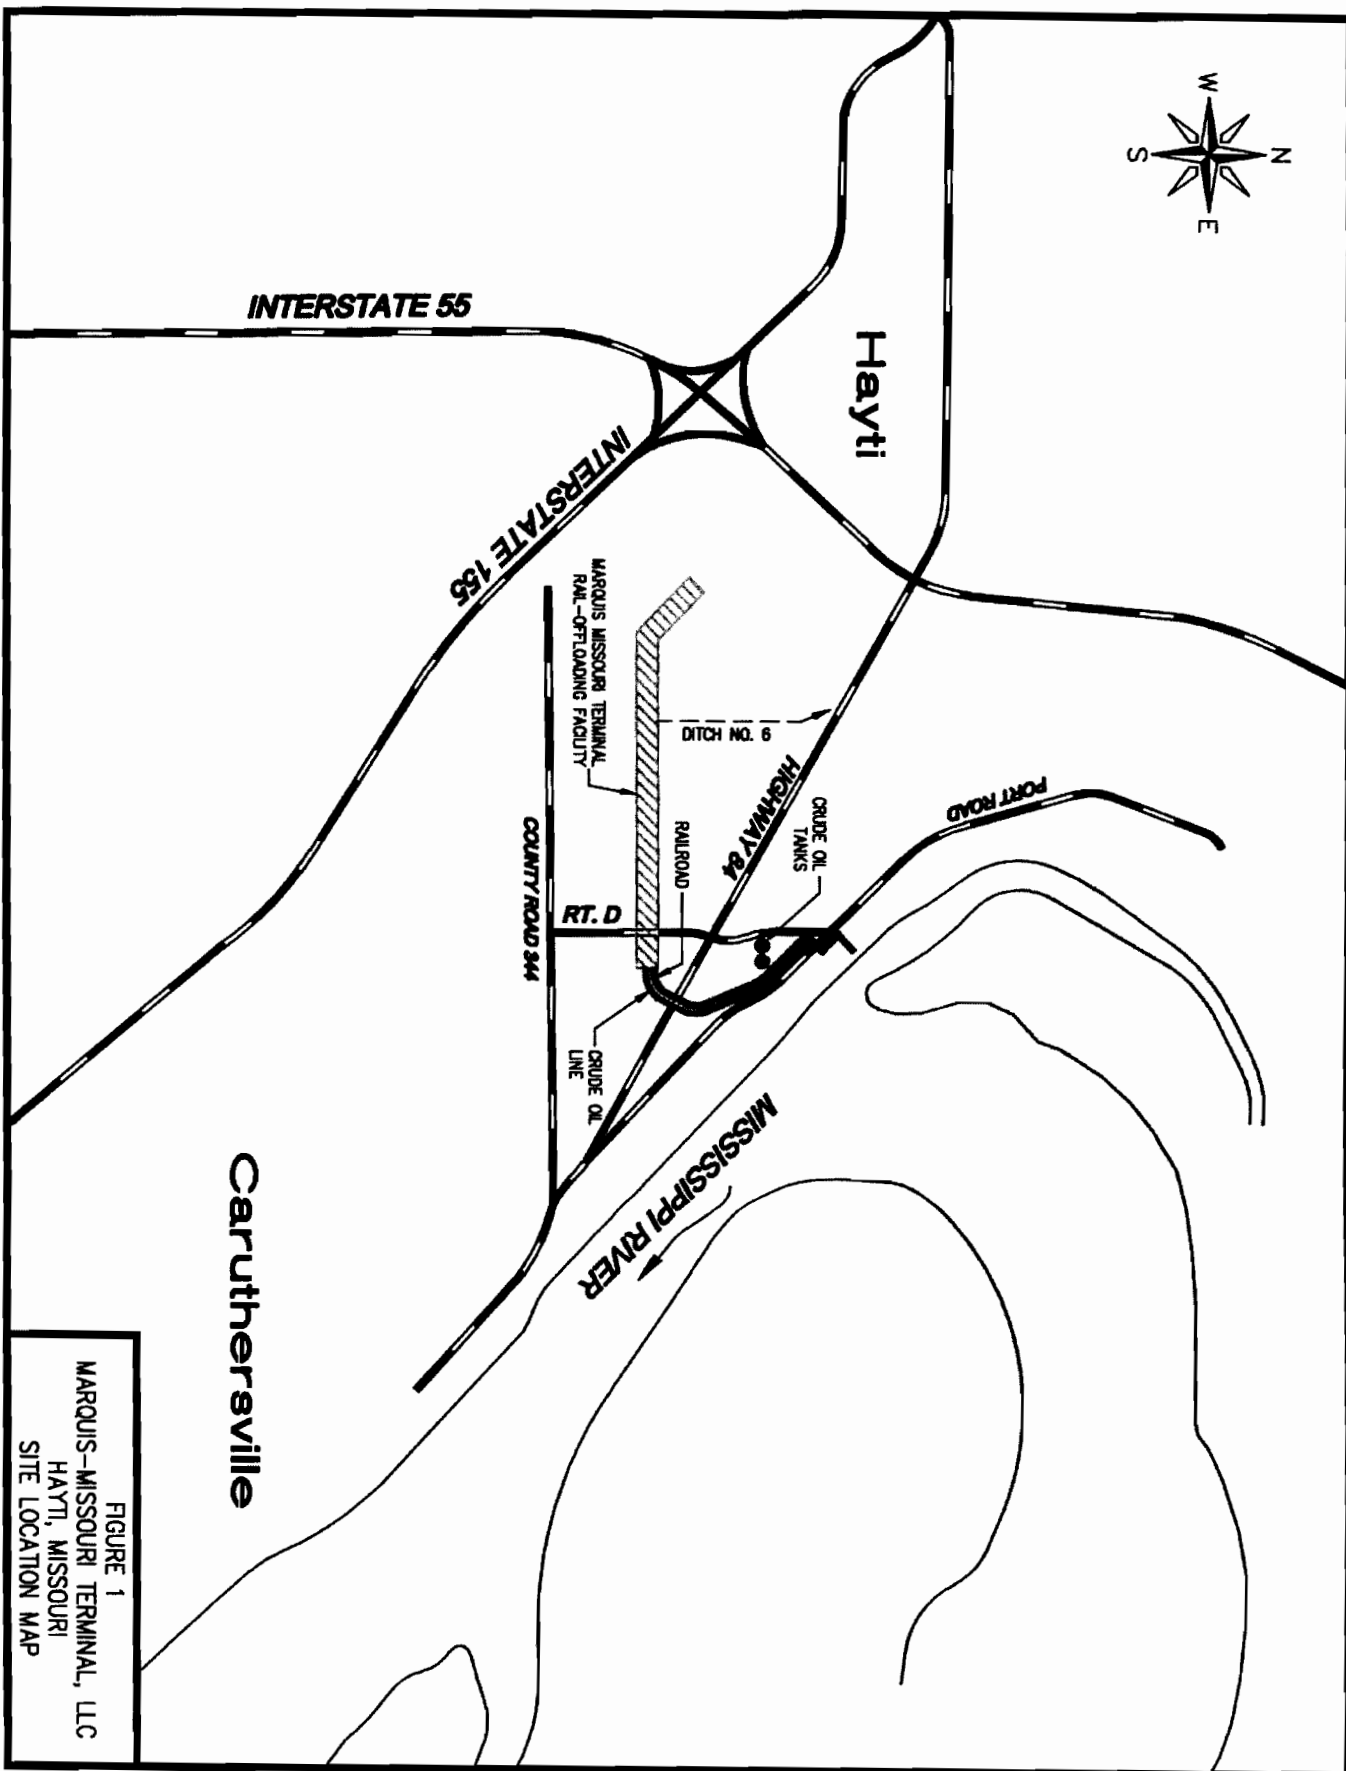 N
W
E
S
Hayti
INTERSTATE 55
INTERSTATE 155
PORT ROAD
HIGHWAY 84
DITCH NO. 6
CRUDE OIL
TANKS
RAILROAD
MARQUIS MISSOURI TERMINAL
RAIL-OFFLOADING FACILITY
RT. D
COUNTY ROAD 344
CRUDE OIL
LINE
MISSISSIPPI RIVER
Caruthersville
FIGURE 1
MARQUIS-MISSOURI TERMINAL, LLC
HAYTI, MISSOURI
SITE LOCATION MAP